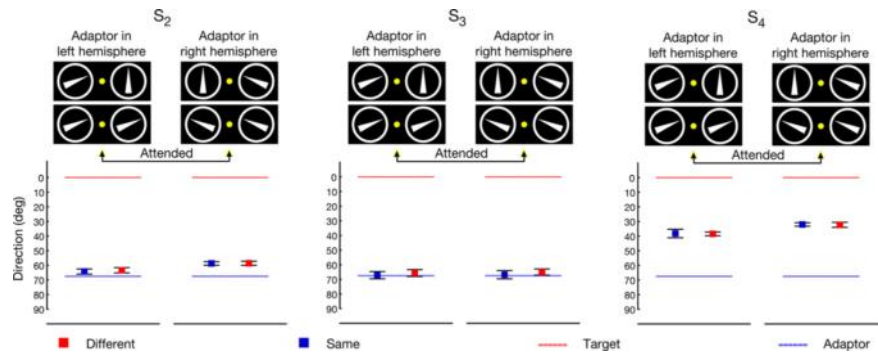 S2
S3
S4
Adaptor in
left hemisphere
Adaptor in
right hemisphere
Adaptor in
left hemisphere
Adaptor in
right hemisphere
Adaptor in
left hemisphere
Adaptor in
right hemisphere
Attended
Attended
Attended
Direction (deg)
0
10
20
30
40
50
60
70
80
90
0
10
20
30
40
50
60
70
80
90
0
10
20
30
40
50
60
70
80
90
Different
Same
Target
Adaptor